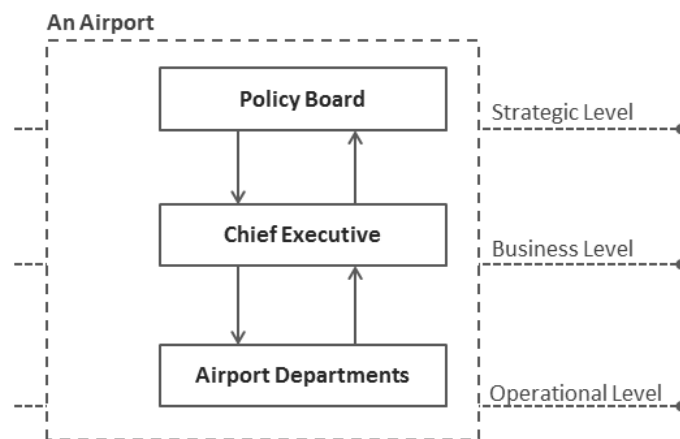 An Airport
Policy Board
Strategic Level
Chief Executive
Business Level
Airport Departments
Operational Level